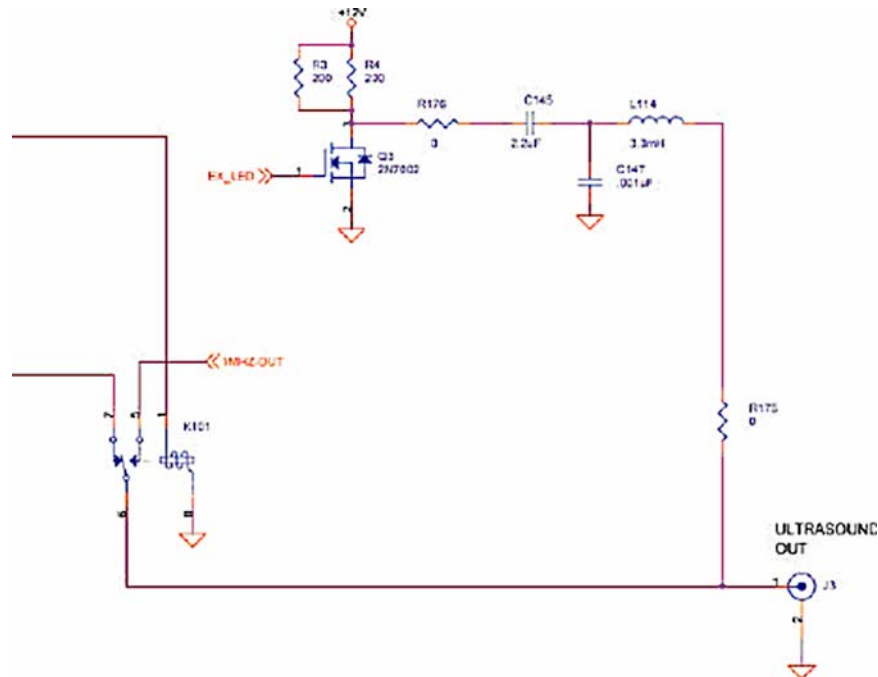 +12V
R3
200
R4
200
R176
0
C145
2.2uF
L114
3.3mH
3
Q3
2N7002
EX_LED
1
2
C147
.001uF
1MHZ-OUT
7
5
1
K101
6
8
R175
0
ULTRASOUND
OUT
1
J3
2